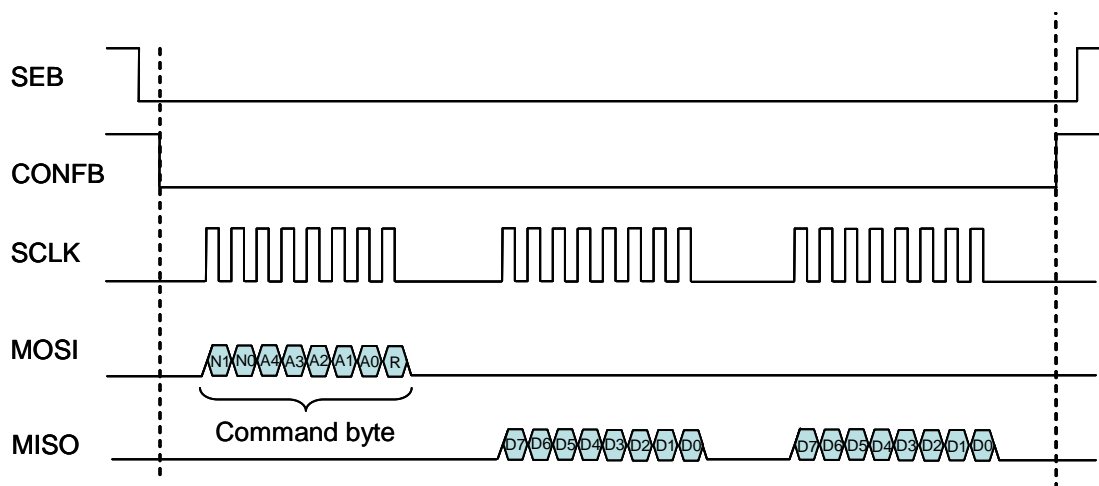 SEB
CONFB
SCLK
MOSI
N1 N0 A4 A3 A2 A1 A0 R
Command byte
MISO
D7 D6 D5 D4 D3 D2 D1 D0 D7 D6 D5 D4 D3 D2 D1 D0